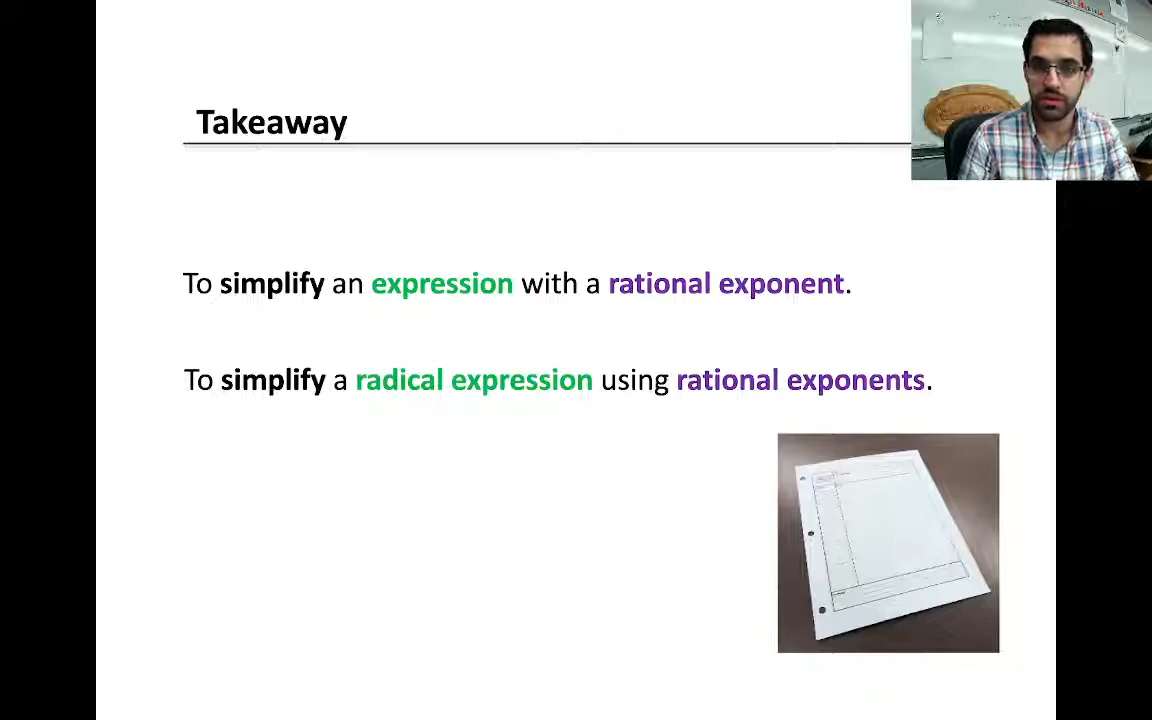 Takeaway
To simplify an expression with a rational exponent.
To simplify a radical expression using rational exponents.